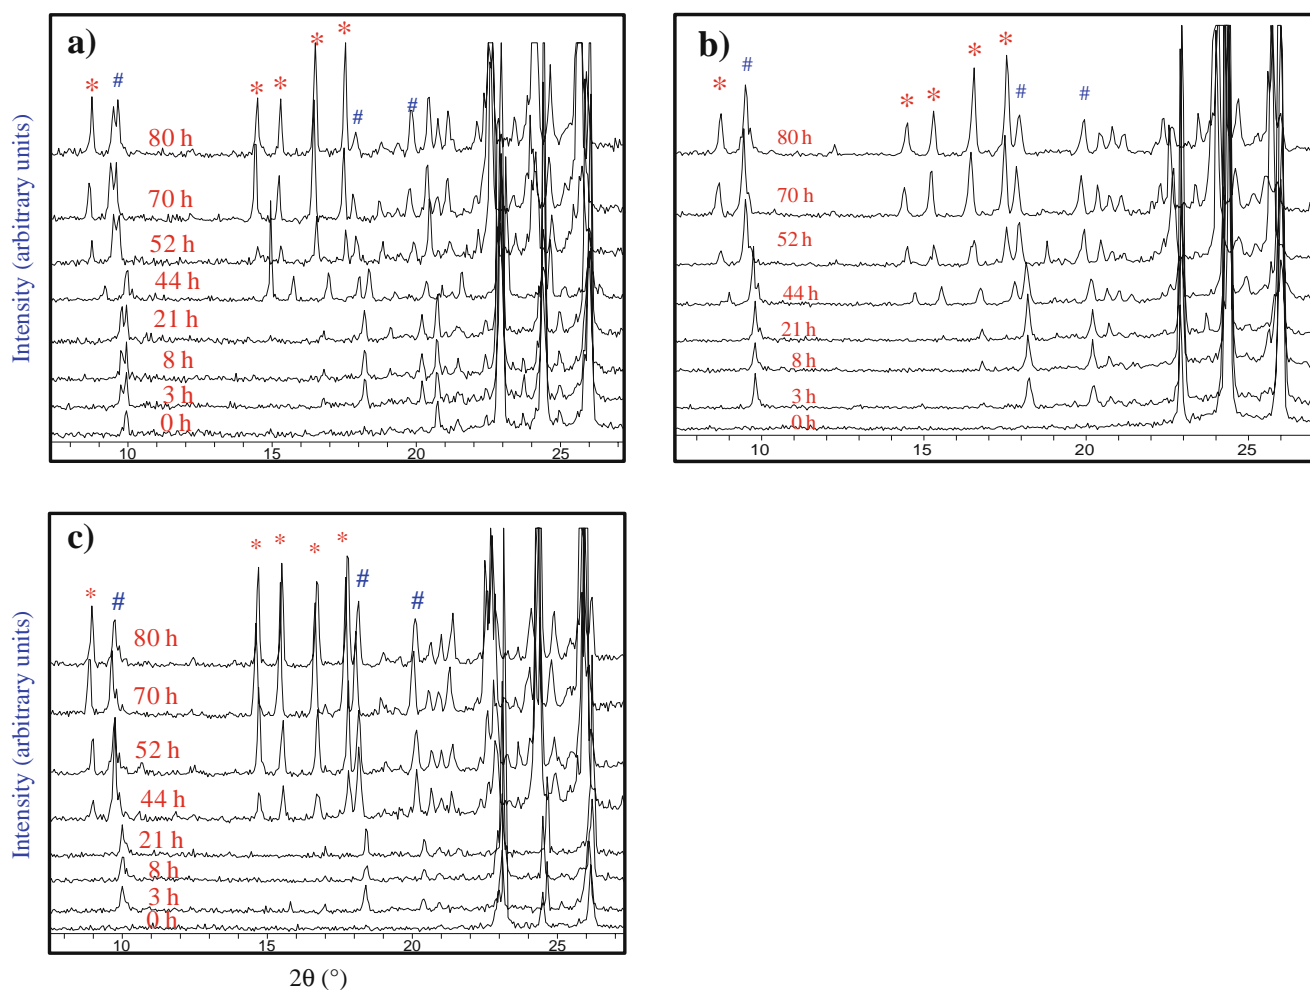 a)
* # * * * * # #
80 h
70 h
52 h
44 h
21 h
8 h
3 h
0 h
10 15 20 25
Intensity (arbitrary units)
b)
* # * * * * # #
80 h
70 h
52 h
44 h
21 h
8 h
3 h
0 h
10 15 20 25
c)
* # * * * * # #
80 h
70 h
52 h
44 h
21 h
8 h
3 h
0 h
10 15 20 25
Intensity (arbitrary units)
2θ (°)